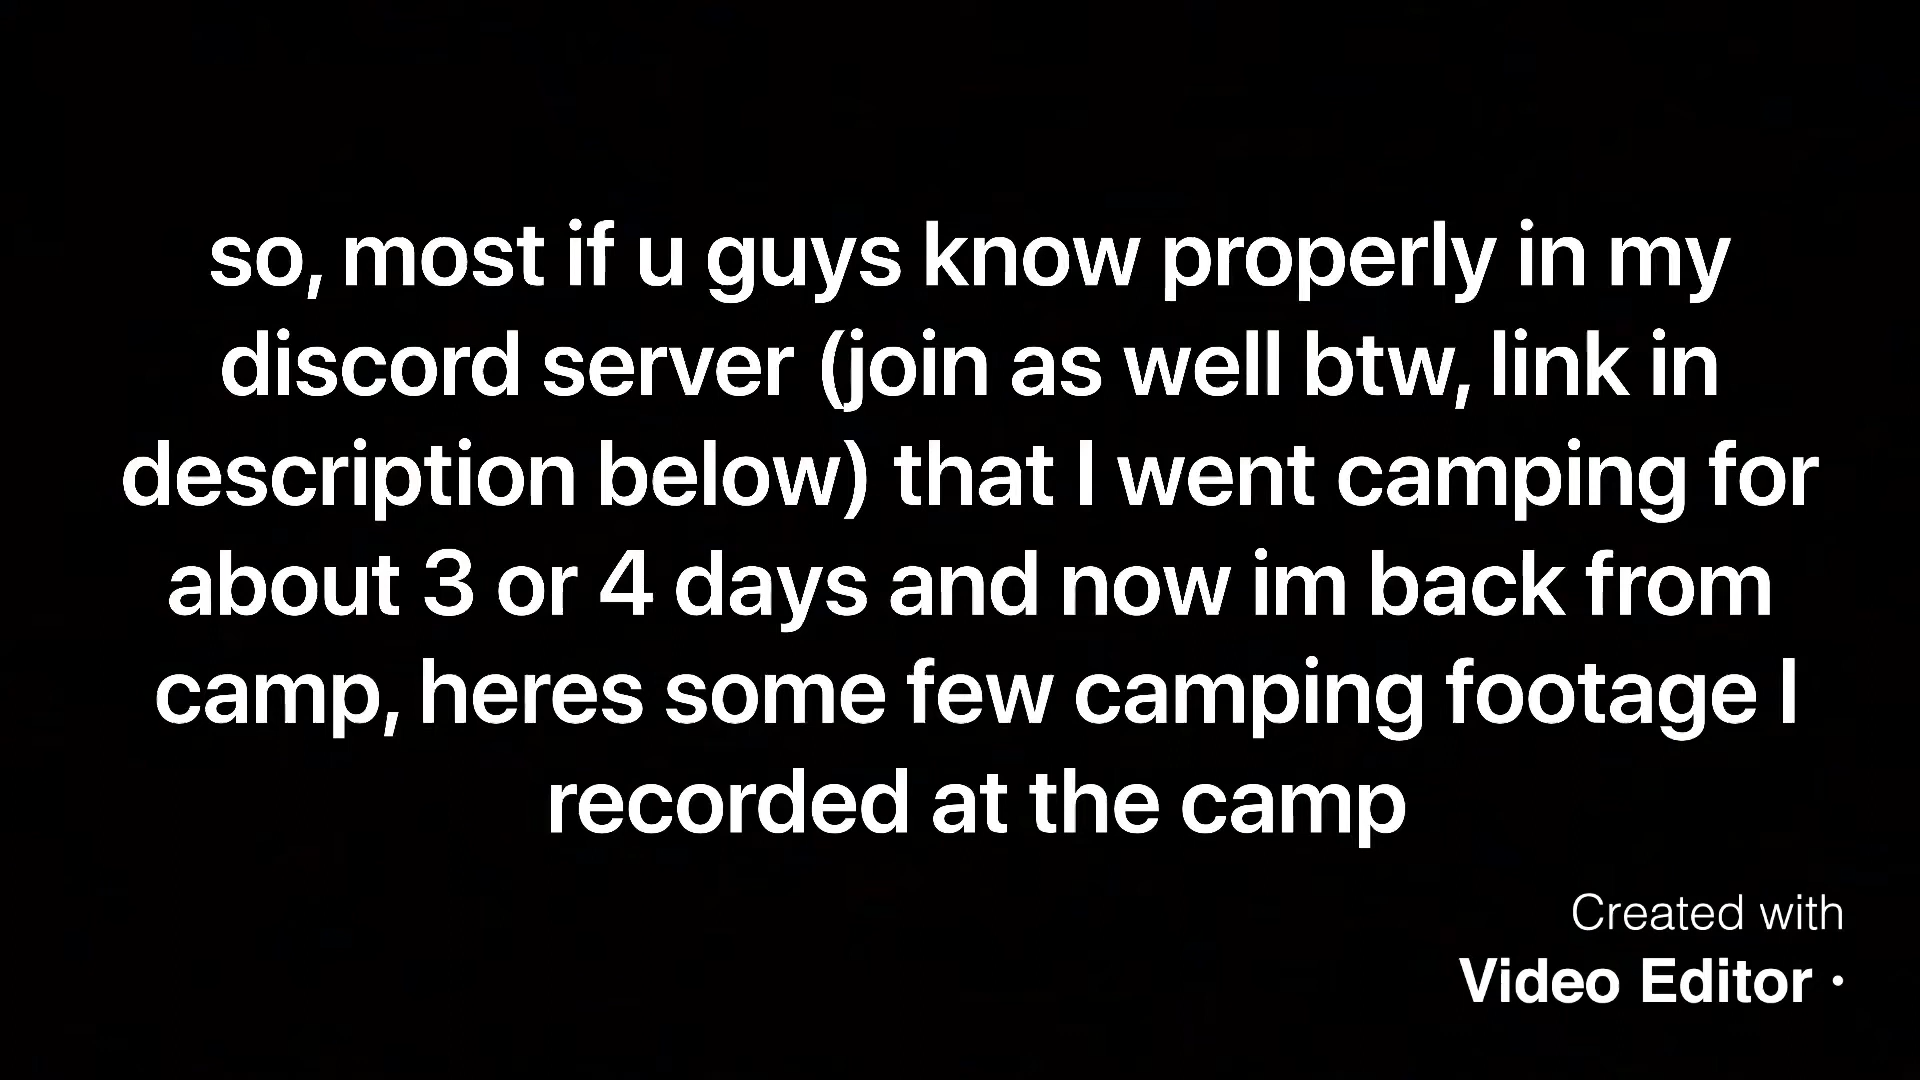 so, most if u guys know properly in my
discord server (join as well btw, link in
description below) that I went camping for
about 3 or 4 days and now im back from
camp, heres some few camping footage I
recorded at the camp
Created with
Video Editor ·